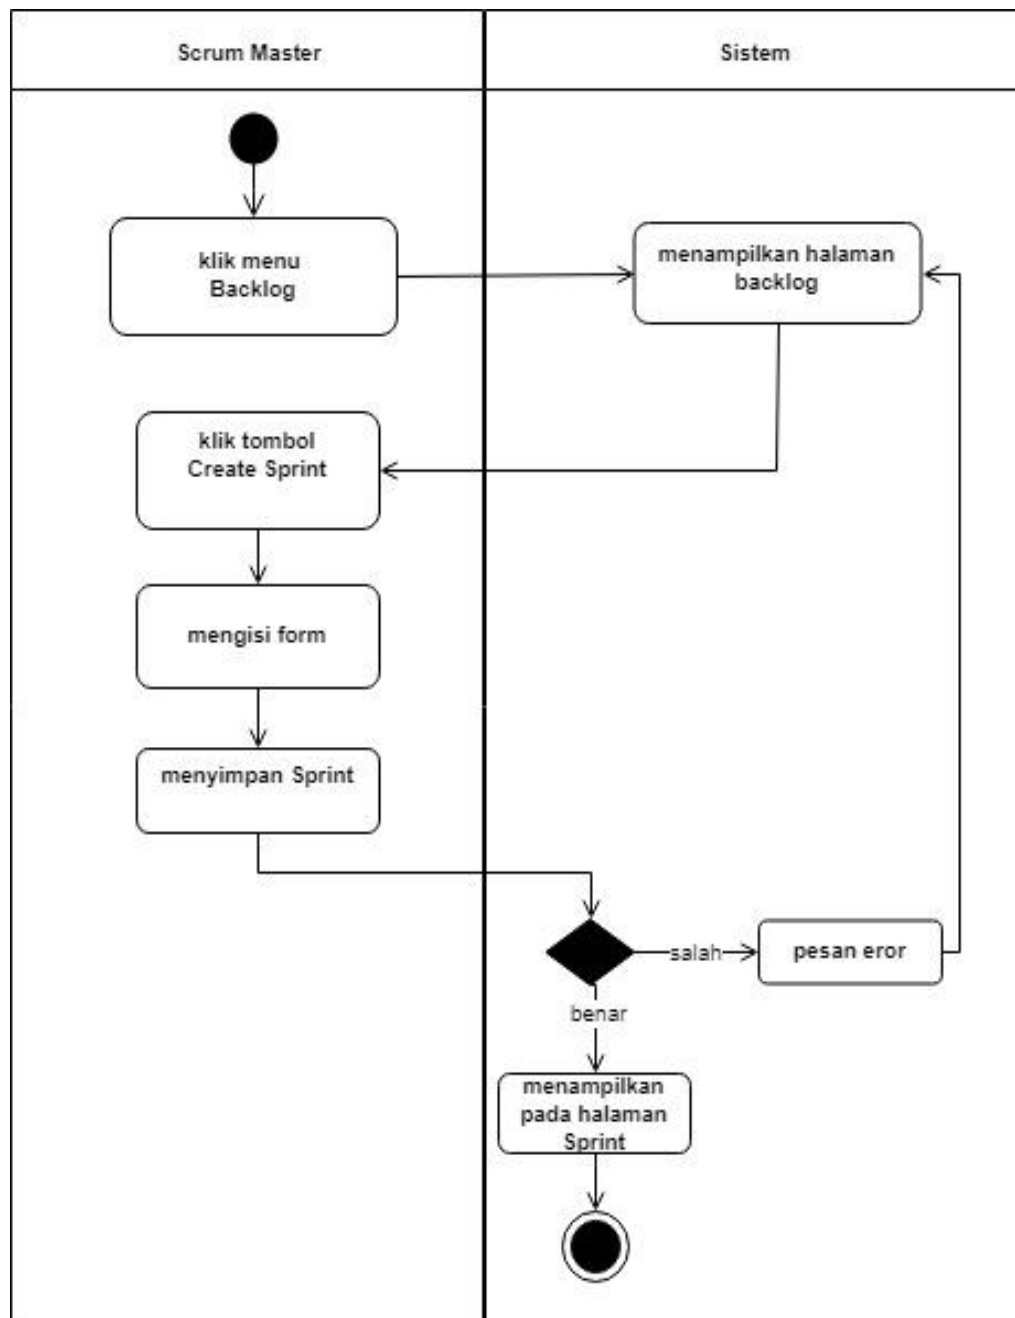 Scrum Master
Sistem
klik menu
Backlog
menampilkan halaman
backlog
klik tombol
Create Sprint
mengisi form
menyimpan Sprint
salah
pesan eror
benar
menampilkan
pada halaman
Sprint